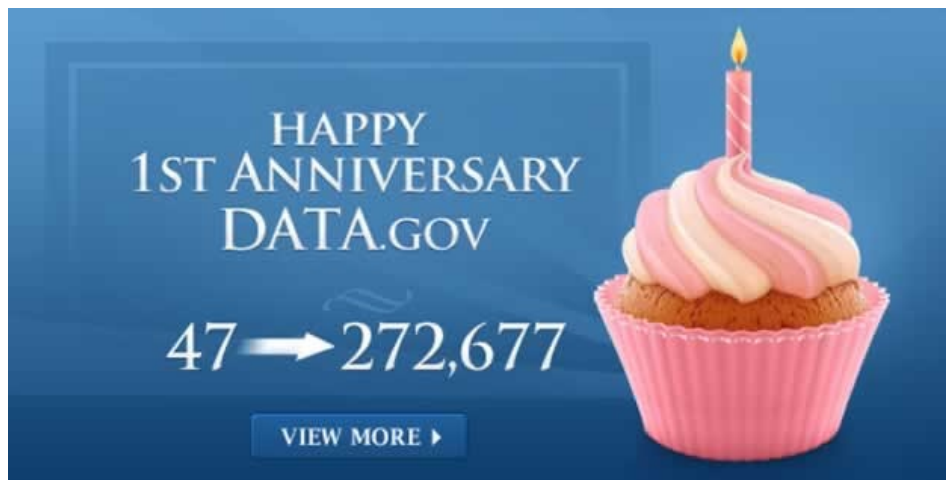 HAPPY
1ST ANNIVERSARY
DATA.GOV
47 → 272,677
VIEW MORE